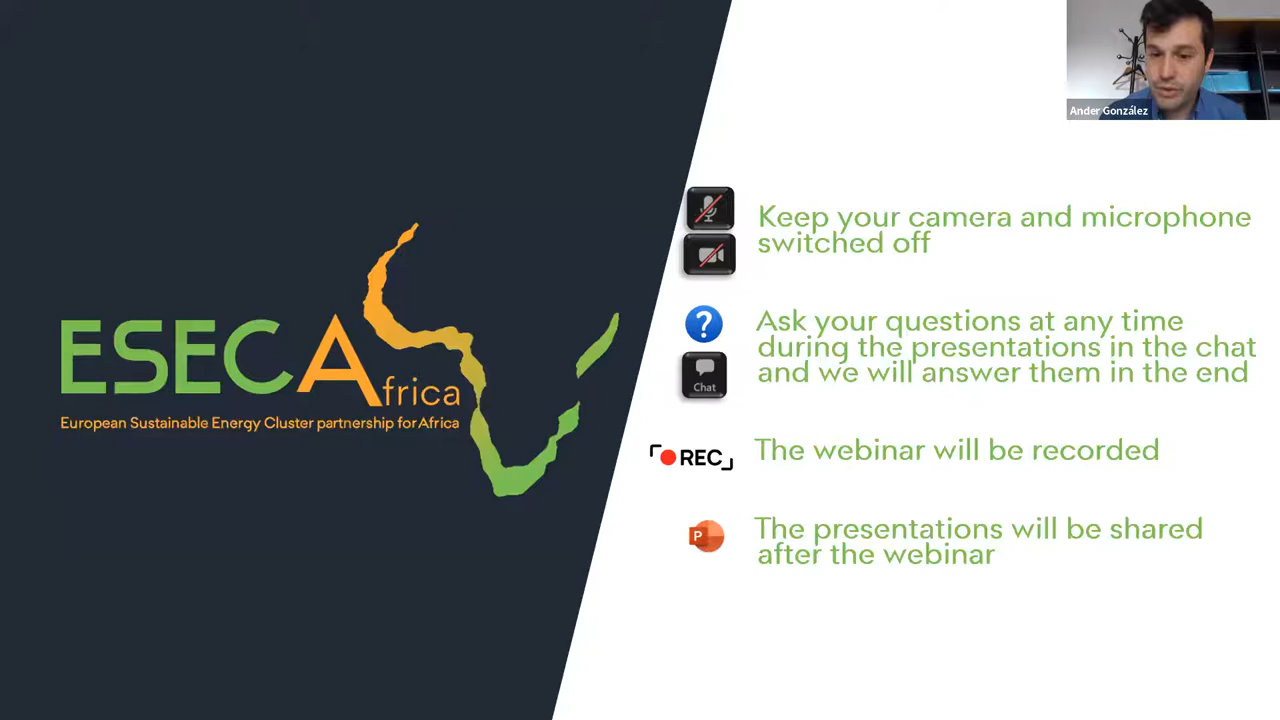 Ander González
Keep your camera and microphone
switched off
Ask your questions at any time
during the presentations in the chat
and we will answer them in the end
Chat
REC
The webinar will be recorded
P
The presentations will be shared
after the webinar
ESECAfrica
European Sustainable Energy Cluster partnership for Africa